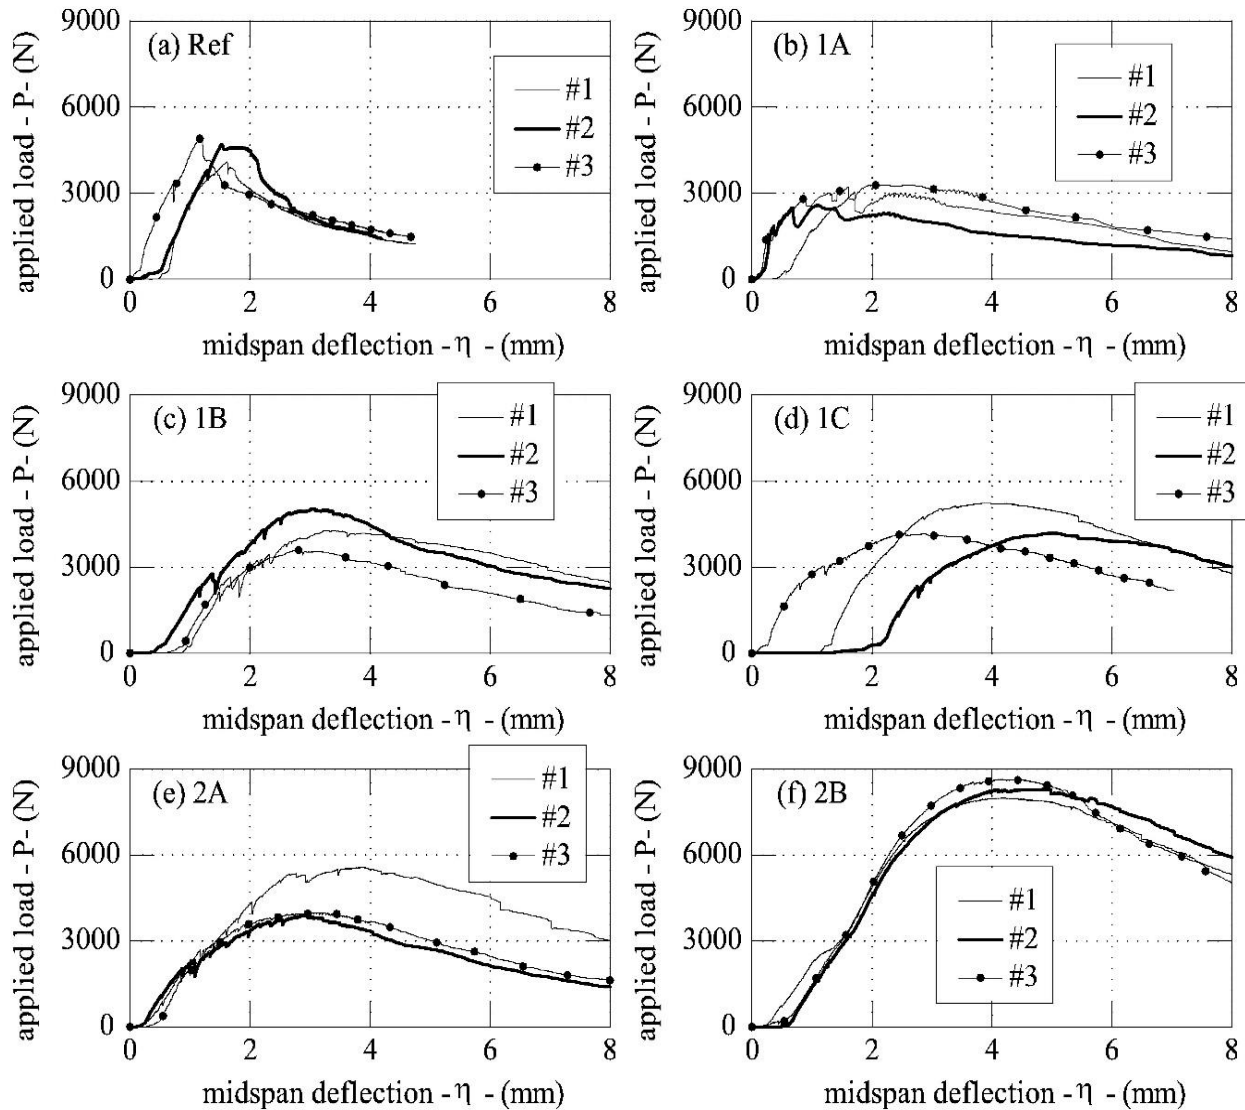 (a) Ref
applied load - P- (N)
9000
6000
3000
0
#1
#2
#3
0 2 4 6 8
midspan deflection - η - (mm)
(b) 1A
applied load - P- (N)
9000
6000
3000
0
#1
#2
#3
0 2 4 6 8
midspan deflection - η - (mm)
(c) 1B
applied load - P- (N)
9000
6000
3000
0
#1
#2
#3
0 2 4 6 8
midspan deflection - η - (mm)
(d) 1C
applied load - P- (N)
9000
6000
3000
0
#1
#2
#3
0 2 4 6 8
midspan deflection - η - (mm)
(e) 2A
applied load - P- (N)
9000
6000
3000
0
#1
#2
#3
0 2 4 6 8
midspan deflection - η - (mm)
(f) 2B
applied load - P- (N)
9000
6000
3000
0
#1
#2
#3
0 2 4 6 8
midspan deflection - η - (mm)